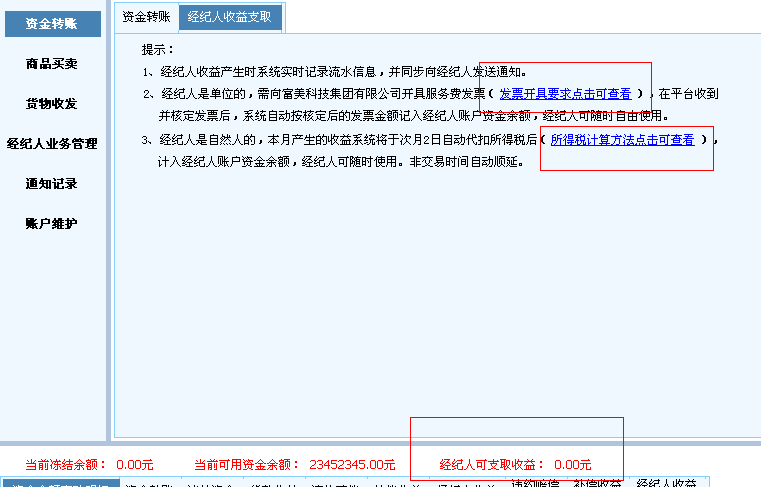 资金转账
商品买卖
货物收发
经纪人业务管理
通知记录
账户维护
资金转账 经纪人收益支取
提示：
1、经纪人收益产生时系统实时记录流水信息，并同步向经纪人发送通知。
2、经纪人是单位的，需向富美科技集团有限公司开具服务费发票（ 发票开具要求点击可查看 ），在平台收到
并核定发票后，系统自动按核定后的发票金额记入经纪人账户资金余额，经纪人可随时自由使用。
3、经纪人是自然人的，本月产生的收益系统将于次月2日自动代扣所得税后（ 所得税计算方法点击可查看 ），
计入经纪人账户资金余额，经纪人可随时使用。非交易时间自动顺延。
当前冻结余额： 0.00元 当前可用资金余额： 23452345.00元 经纪人可支取收益： 0.00元
违约赔偿 补偿收益 经纪人收益